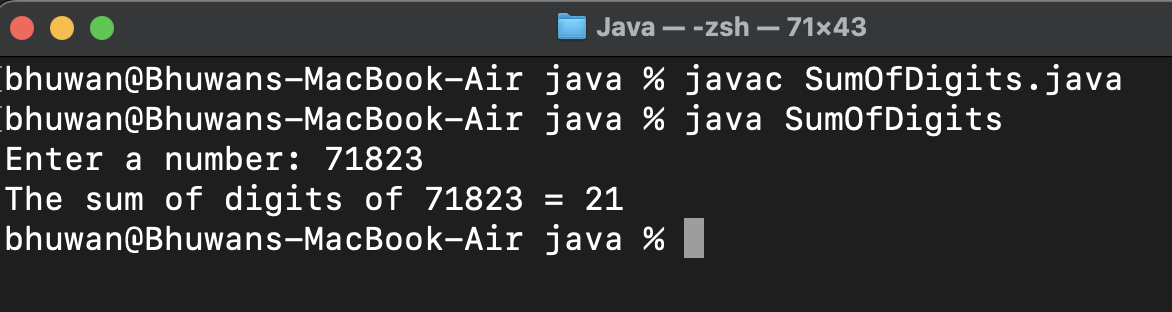 Java — -zsh — 71×43
[bhuwan@Bhuwans-MacBook-Air java % javac SumOfDigits.java
[bhuwan@Bhuwans-MacBook-Air java % java SumOfDigits
Enter a number: 71823
The sum of digits of 71823 = 21
bhuwan@Bhuwans-MacBook-Air java %